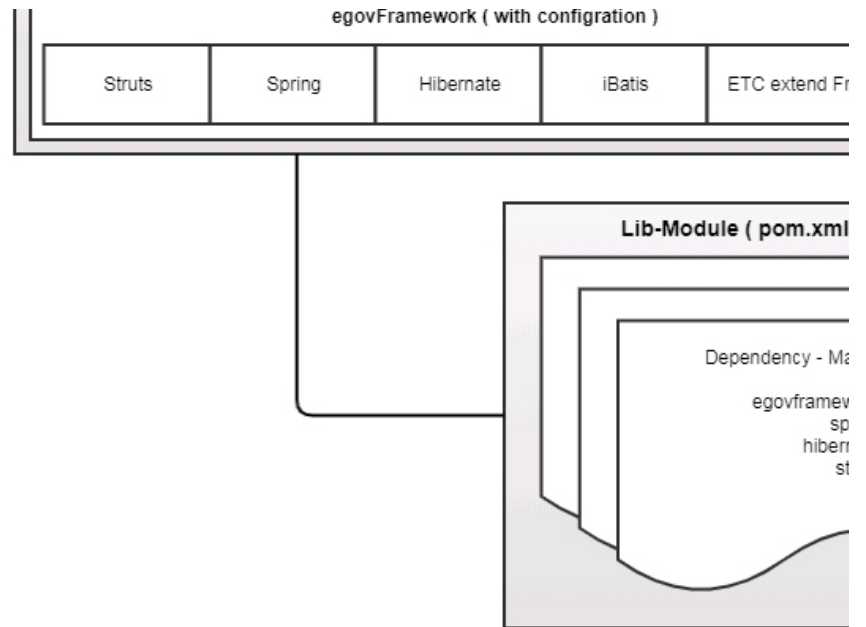 egovFramework ( with configration )
Struts
Spring
Hibernate
iBatis
ETC extend Fr
Lib-Module ( pom.xml
Dependency - Ma
egovframew
sp
hibern
st